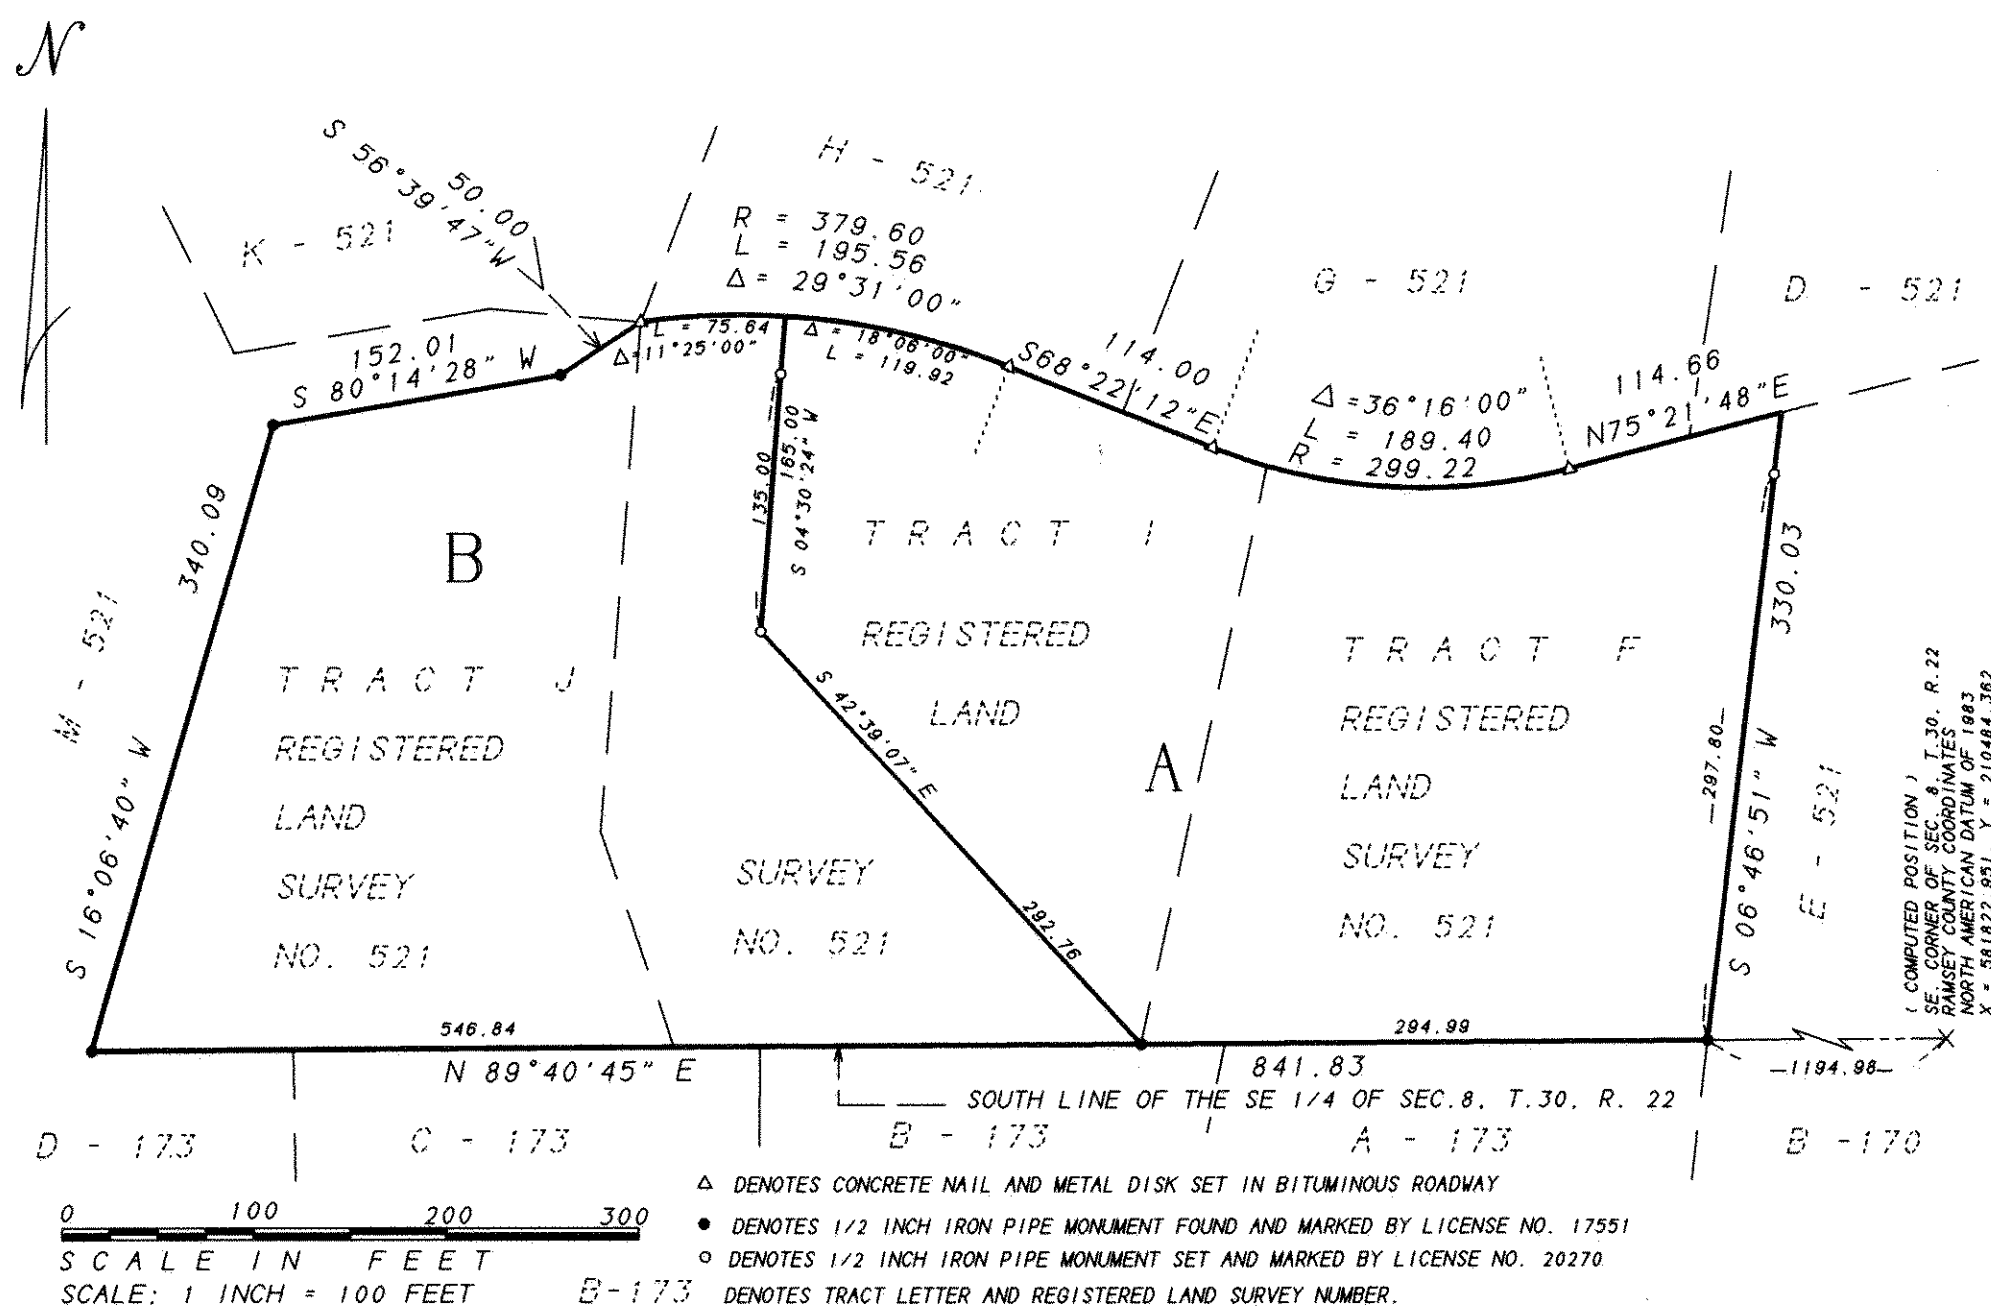 N
S 56°39'47"W
50.00
K - 521
H - 521
R = 379.60
L = 195.56
Δ = 29°31'00"
G - 521
D - 521
152.01
S 80°14'28" W
L = 75.64
Δ=11°25'00"
Δ = 18°06'00"
L = 119.92
114.00
S68°22'12"E
Δ=36°16'00"
L = 189.40
R = 299.22
114.66
N75°21'48"E
340.09
S 16°06'40" W
M - 521
B
135.00
165.00
S 04°30'24" W
TRACT I
REGISTERED
LAND
SURVEY
NO. 521
TRACT J
REGISTERED
LAND
SURVEY
NO. 521
TRACT F
REGISTERED
LAND
SURVEY
NO. 521
S 42°39'07" E
292.76
A
330.03
297.80
S 06°46'51" W
E - 521
( COMPUTED POSITION )
SE. CORNER OF SEC. 8, T.30, R.22
RAMSEY COUNTY COORDINATES
NORTH AMERICAN DATUM OF 1983
X = 581822.951, Y = 210484.362
546.84
294.99
N 89°40'45" E
841.83
1194.98
SOUTH LINE OF THE SE 1/4 OF SEC.8, T.30, R. 22
D - 173
C - 173
B - 173
A - 173
B -170
0 100 200 300
SCALE IN FEET
SCALE: 1 INCH = 100 FEET
Δ DENOTES CONCRETE NAIL AND METAL DISK SET IN BITUMINOUS ROADWAY
● DENOTES 1/2 INCH IRON PIPE MONUMENT FOUND AND MARKED BY LICENSE NO. 17551
○ DENOTES 1/2 INCH IRON PIPE MONUMENT SET AND MARKED BY LICENSE NO. 20270
B-173 DENOTES TRACT LETTER AND REGISTERED LAND SURVEY NUMBER.